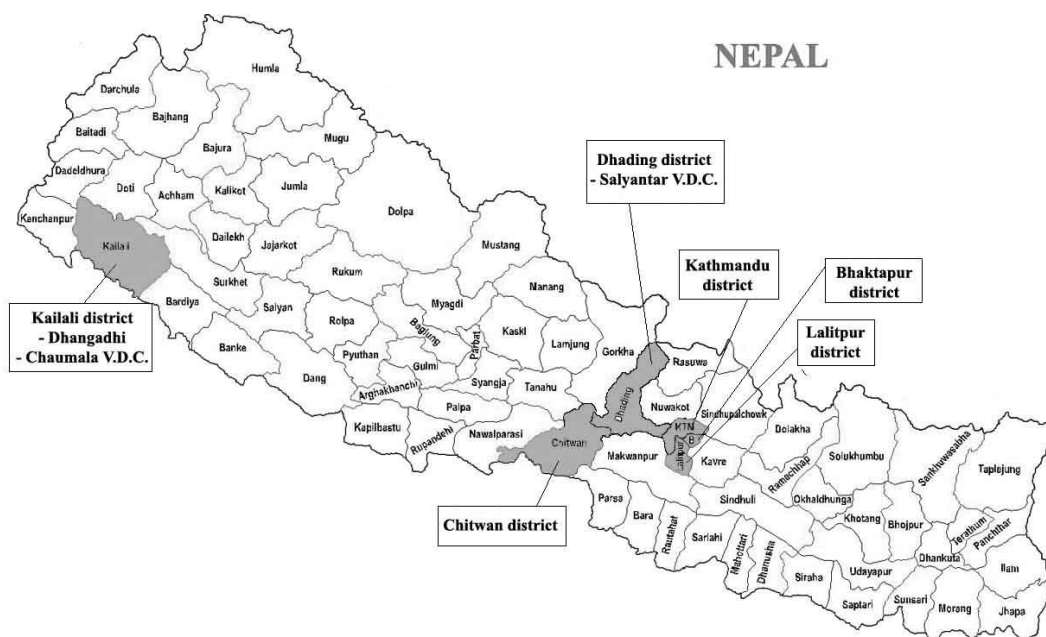 NEPAL
Humla
Darchula
Bajhang
Mugu
Baitadi
Bajura
Dadeldhura
Doti
Achham
Kalikot
Jumla
Dolpa
Kanchanpur
Dailekh
Jajarkot
Mustang
Surkhet
Rukum
Manang
Bardiya
Salyan
Myagdi
Rolpa
Baglung
Parbat
Kaski
Lamjung
Gorkha
Banke
Pyuthan
Gulmi
Dang
Arghakhanchi
Syangja
Tanahu
Palpa
Kapilbastu
Rupandehi
Nawalparasi
Chitwan
Dhading
Rasuwa
Nuwakot
Sindhupalchowk
KTM
B
Dolakha
Makwanpur
Kavre
Ramechhap
Solukhumbu
Sankhuwasabha
Taplejung
Parsa
Bara
Rautahat
Sarlahi
Sindhuli
Okhaldhunga
Khotang
Bhojpur
Terathum
Panchthar
Mahottari
Dhanusha
Siraha
Udayapur
Dhankuta
Ilam
Saptari
Sunsari
Morang
Jhapa
Dhading district
- Salyantar V.D.C.
Kathmandu
district
Bhaktapur
district
Lalitpur
district
Kailali district
- Dhangadhi
- Chaumala V.D.C.
Chitwan district